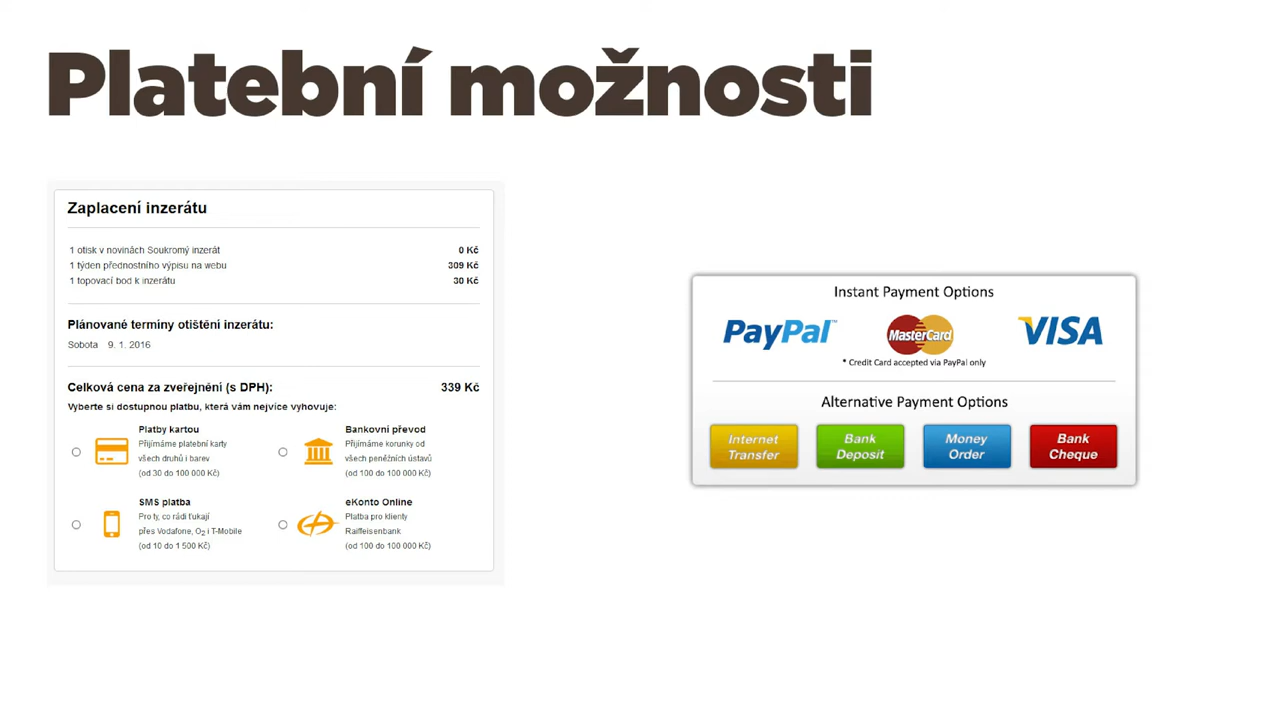 Platební možnosti
Zaplacení inzerátu
1 otisk v novinách Soukromý inzerát 0 Kč
1 týden přednostního výpisu na webu 309 Kč
1 topovací bod k inzerátu 30 Kč
Plánované termíny otištění inzerátu:
Sobota 9. 1. 2016
Celková cena za zveřejnění (s DPH): 339 Kč
Vyberte si dostupnou platbu, která vám nejvíce vyhovuje:
Platby kartou
Přijímáme platební karty
všech druhů i barev
(od 30 do 100 000 Kč)
Bankovní převod
Přijímáme korunky od
všech peněžních ústavů
(od 100 do 100 000 Kč)
SMS platba
Pro ty, co rádi ťukají
přes Vodafone, O2 i T-Mobile
(od 10 do 1 500 Kč)
eKonto Online
Platba pro klienty
Raiffeisenbank
(od 100 do 100 000 Kč)
Instant Payment Options
PayPal™ MasterCard VISA
* Credit Card accepted via PayPal only
Alternative Payment Options
Internet
Transfer
Bank
Deposit
Money
Order
Bank
Cheque